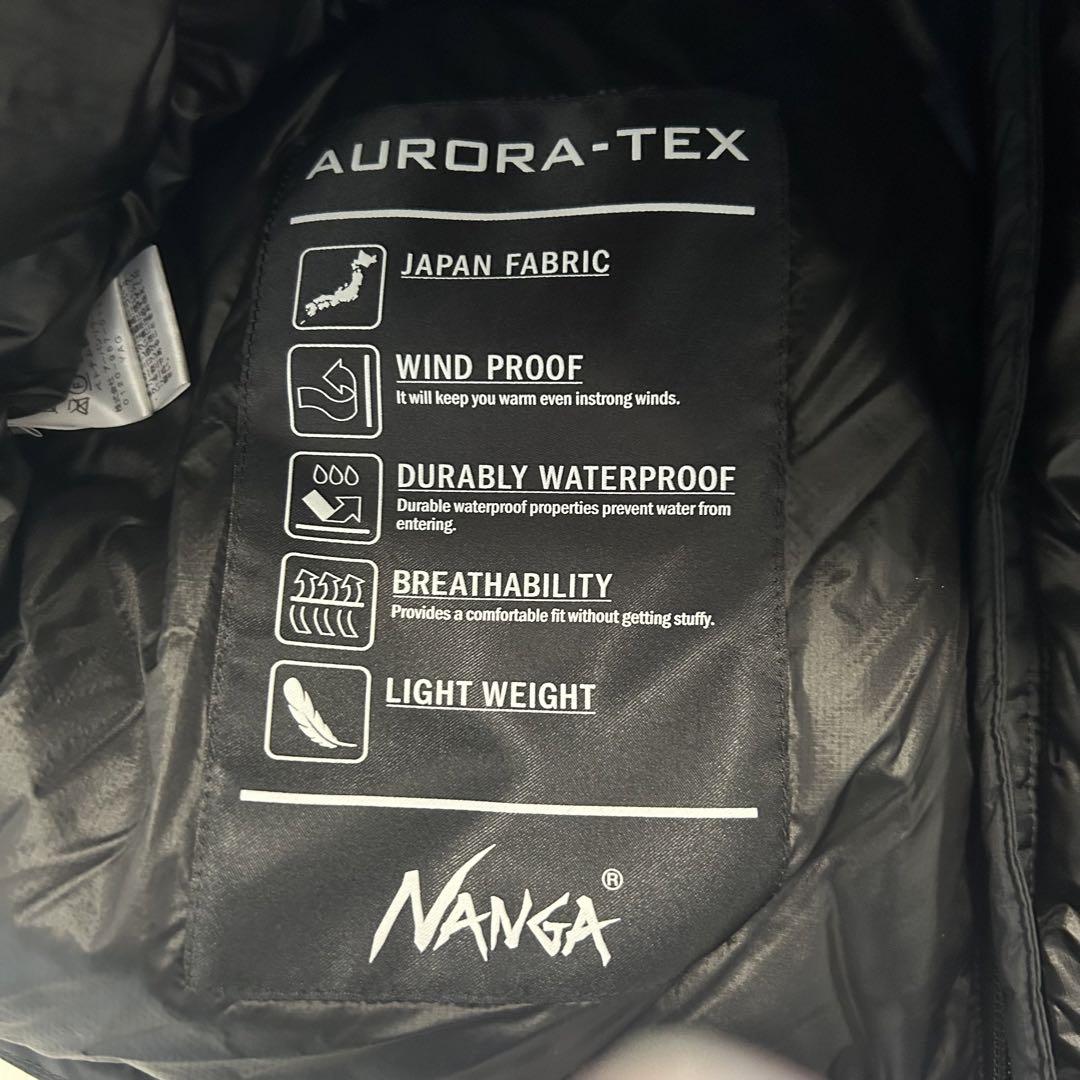 AURORA-TEX
JAPAN FABRIC
WIND PROOF
It will keep you warm even instrong winds.
DURABLY WATERPROOF
Durable waterproof properties prevent water from
entering.
BREATHABILITY
Provides a comfortable fit without getting stuffy.
LIGHT WEIGHT
NANGA®